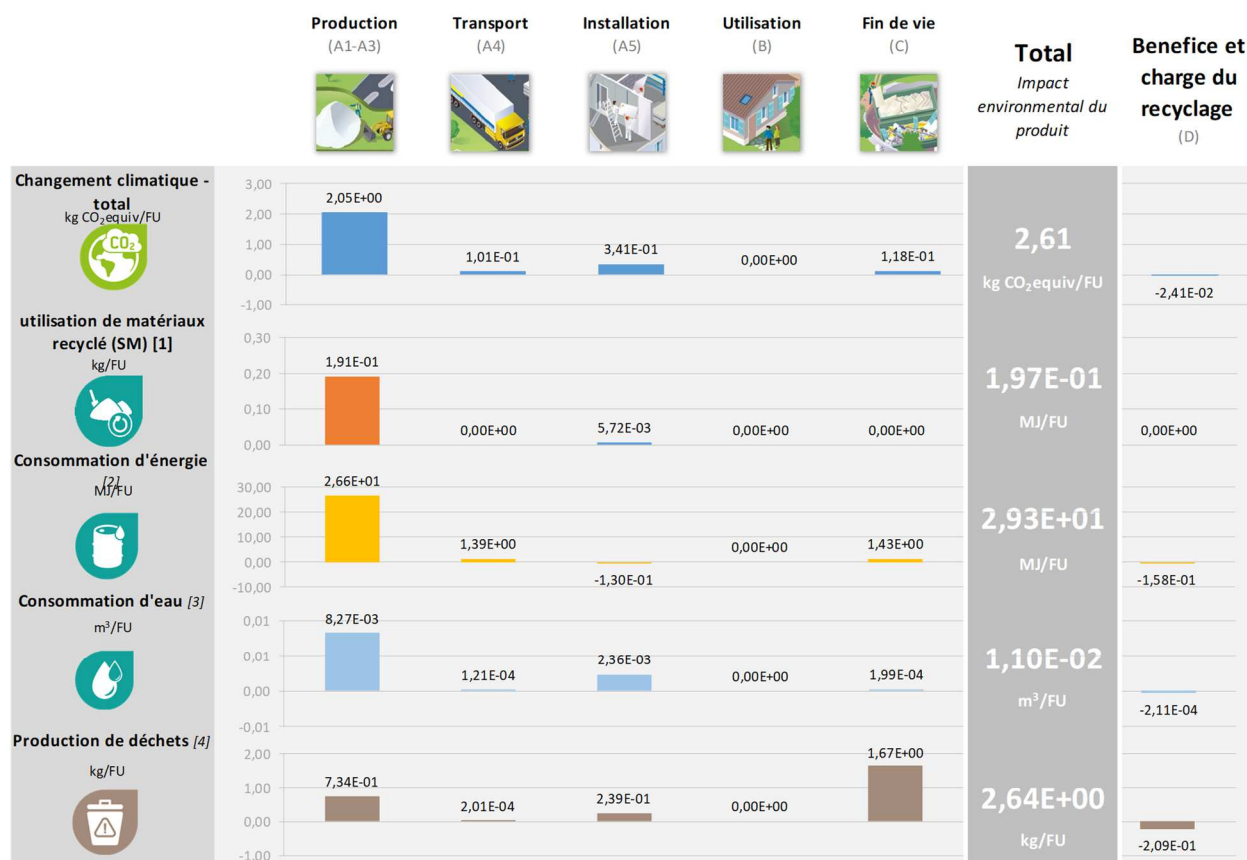 Production
(A1-A3)
Transport
(A4)
Installation
(A5)
Utilisation
(B)
Fin de vie
(C)
Total
Impact
environmental du
produit
Benefice et
charge du
recyclage
(D)
Changement climatique -
total
kg CO₂equiv/FU
CO₂
3,00
2,00
1,00
0,00
-1,00
2,05E+00
1,01E-01
3,41E-01
0,00E+00
1,18E-01
2,61
kg CO₂equiv/FU
-2,41E-02
utilisation de matériaux
recyclé (SM) [1]
kg/FU
0,30
0,20
0,10
0,00
1,91E-01
0,00E+00
5,72E-03
0,00E+00
0,00E+00
1,97E-01
MJ/FU
0,00E+00
Consommation d'énergie
[2]
MJ/FU
30,00
20,00
10,00
0,00
-10,00
2,66E+01
1,39E+00
-1,30E-01
0,00E+00
1,43E+00
2,93E+01
MJ/FU
-1,58E-01
Consommation d'eau [3]
m³/FU
0,01
0,01
0,00
-0,01
8,27E-03
1,21E-04
2,36E-03
0,00E+00
1,99E-04
1,10E-02
m³/FU
-2,11E-04
Production de déchets [4]
kg/FU
2,00
1,00
0,00
-1,00
7,34E-01
2,01E-04
2,39E-01
0,00E+00
1,67E+00
2,64E+00
kg/FU
-2,09E-01